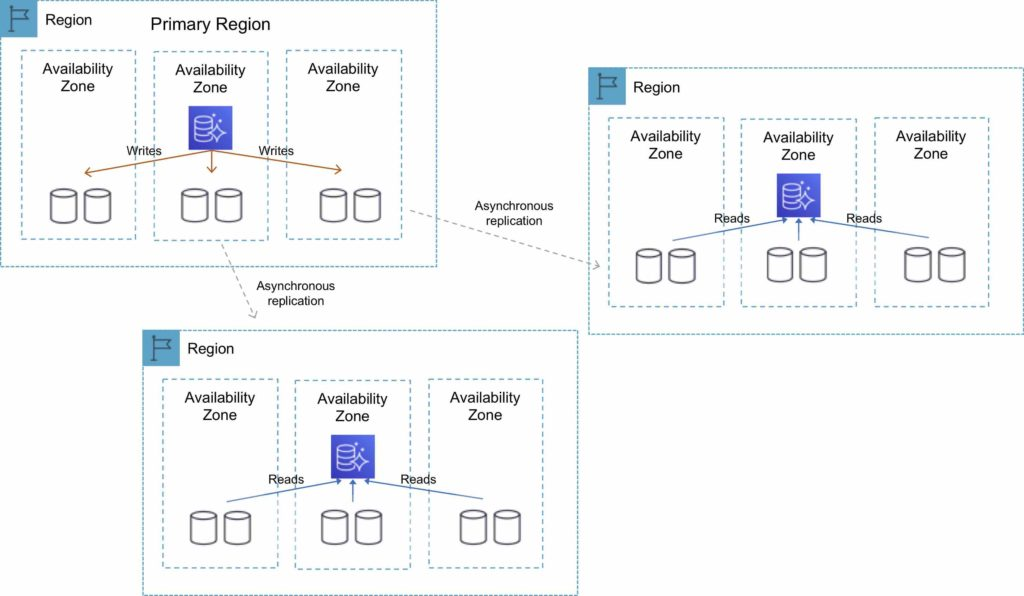 Region
Primary Region
Availability
Zone
Availability
Zone
Availability
Zone
Writes
Writes
Asynchronous
replication
Asynchronous
replication
Region
Availability
Zone
Availability
Zone
Availability
Zone
Reads
Reads
Region
Availability
Zone
Availability
Zone
Availability
Zone
Reads
Reads